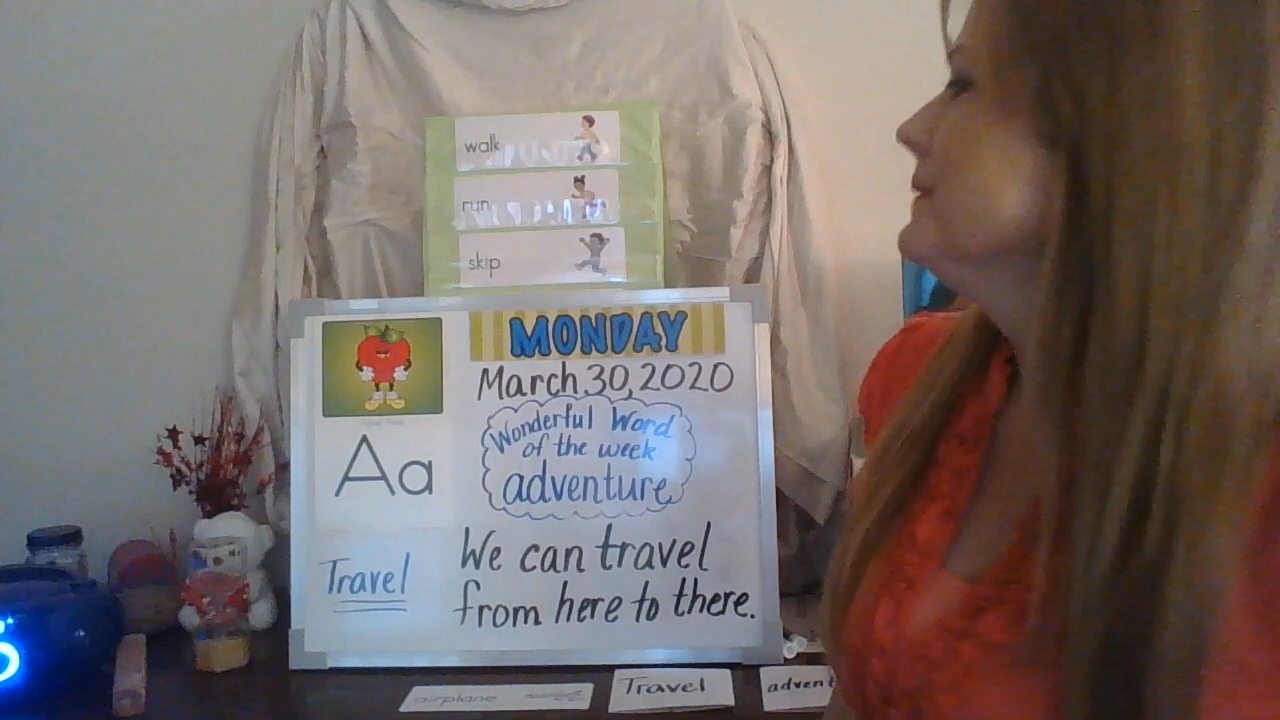 walk
run
skip
MONDAY
March 30, 2020
Wonderful Word
of the week
adventure
Aa
Travel
We can travel
from here to there.
airplane
Travel
advent